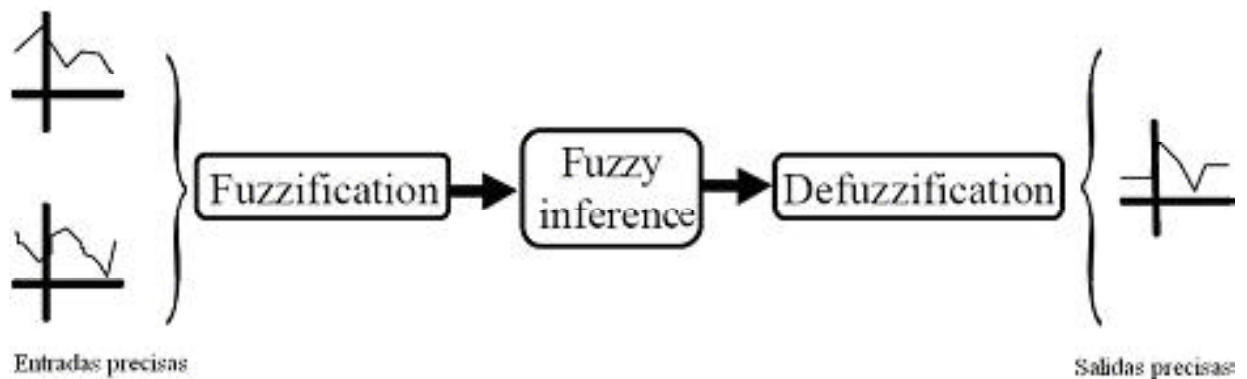 Fuzzification
Fuzzy
inference
Defuzzification
Entradas precisas
Salidas precisas